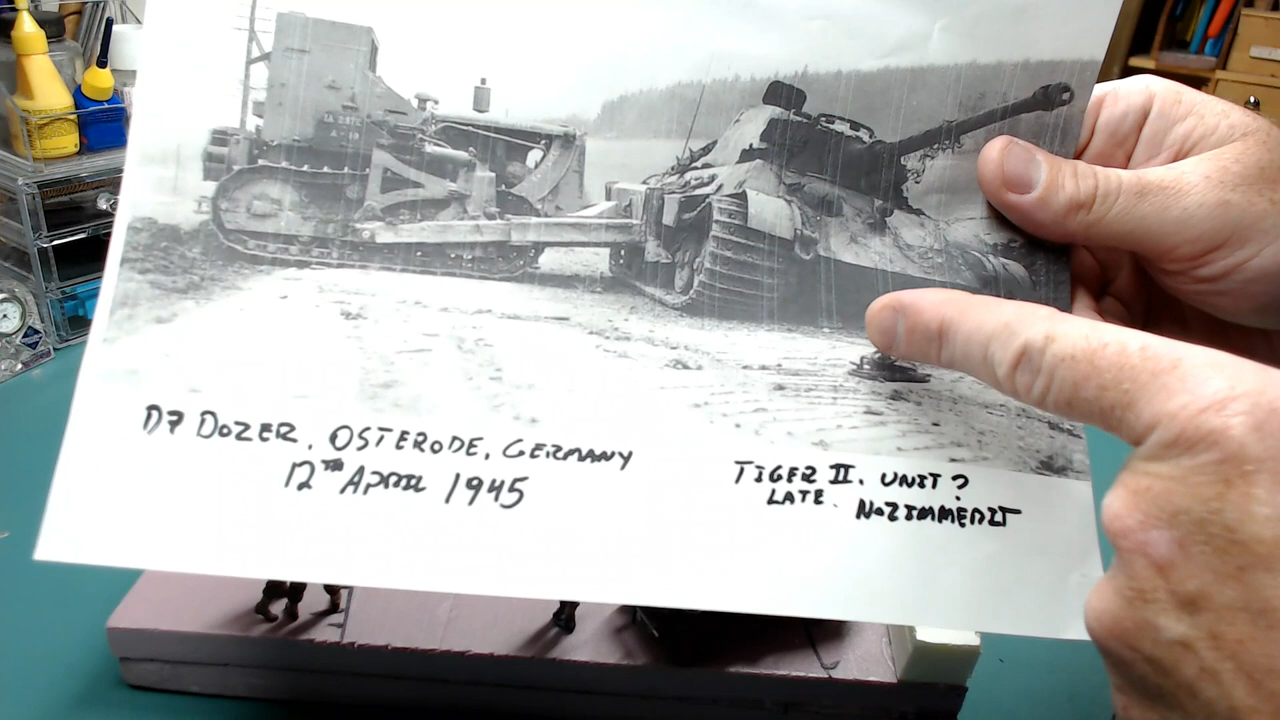 D7 DOZER, OSTERODE, GERMANY
12TH APRIL 1945
TIGER II. UNIT ?
LATE. NOZIMMERIT